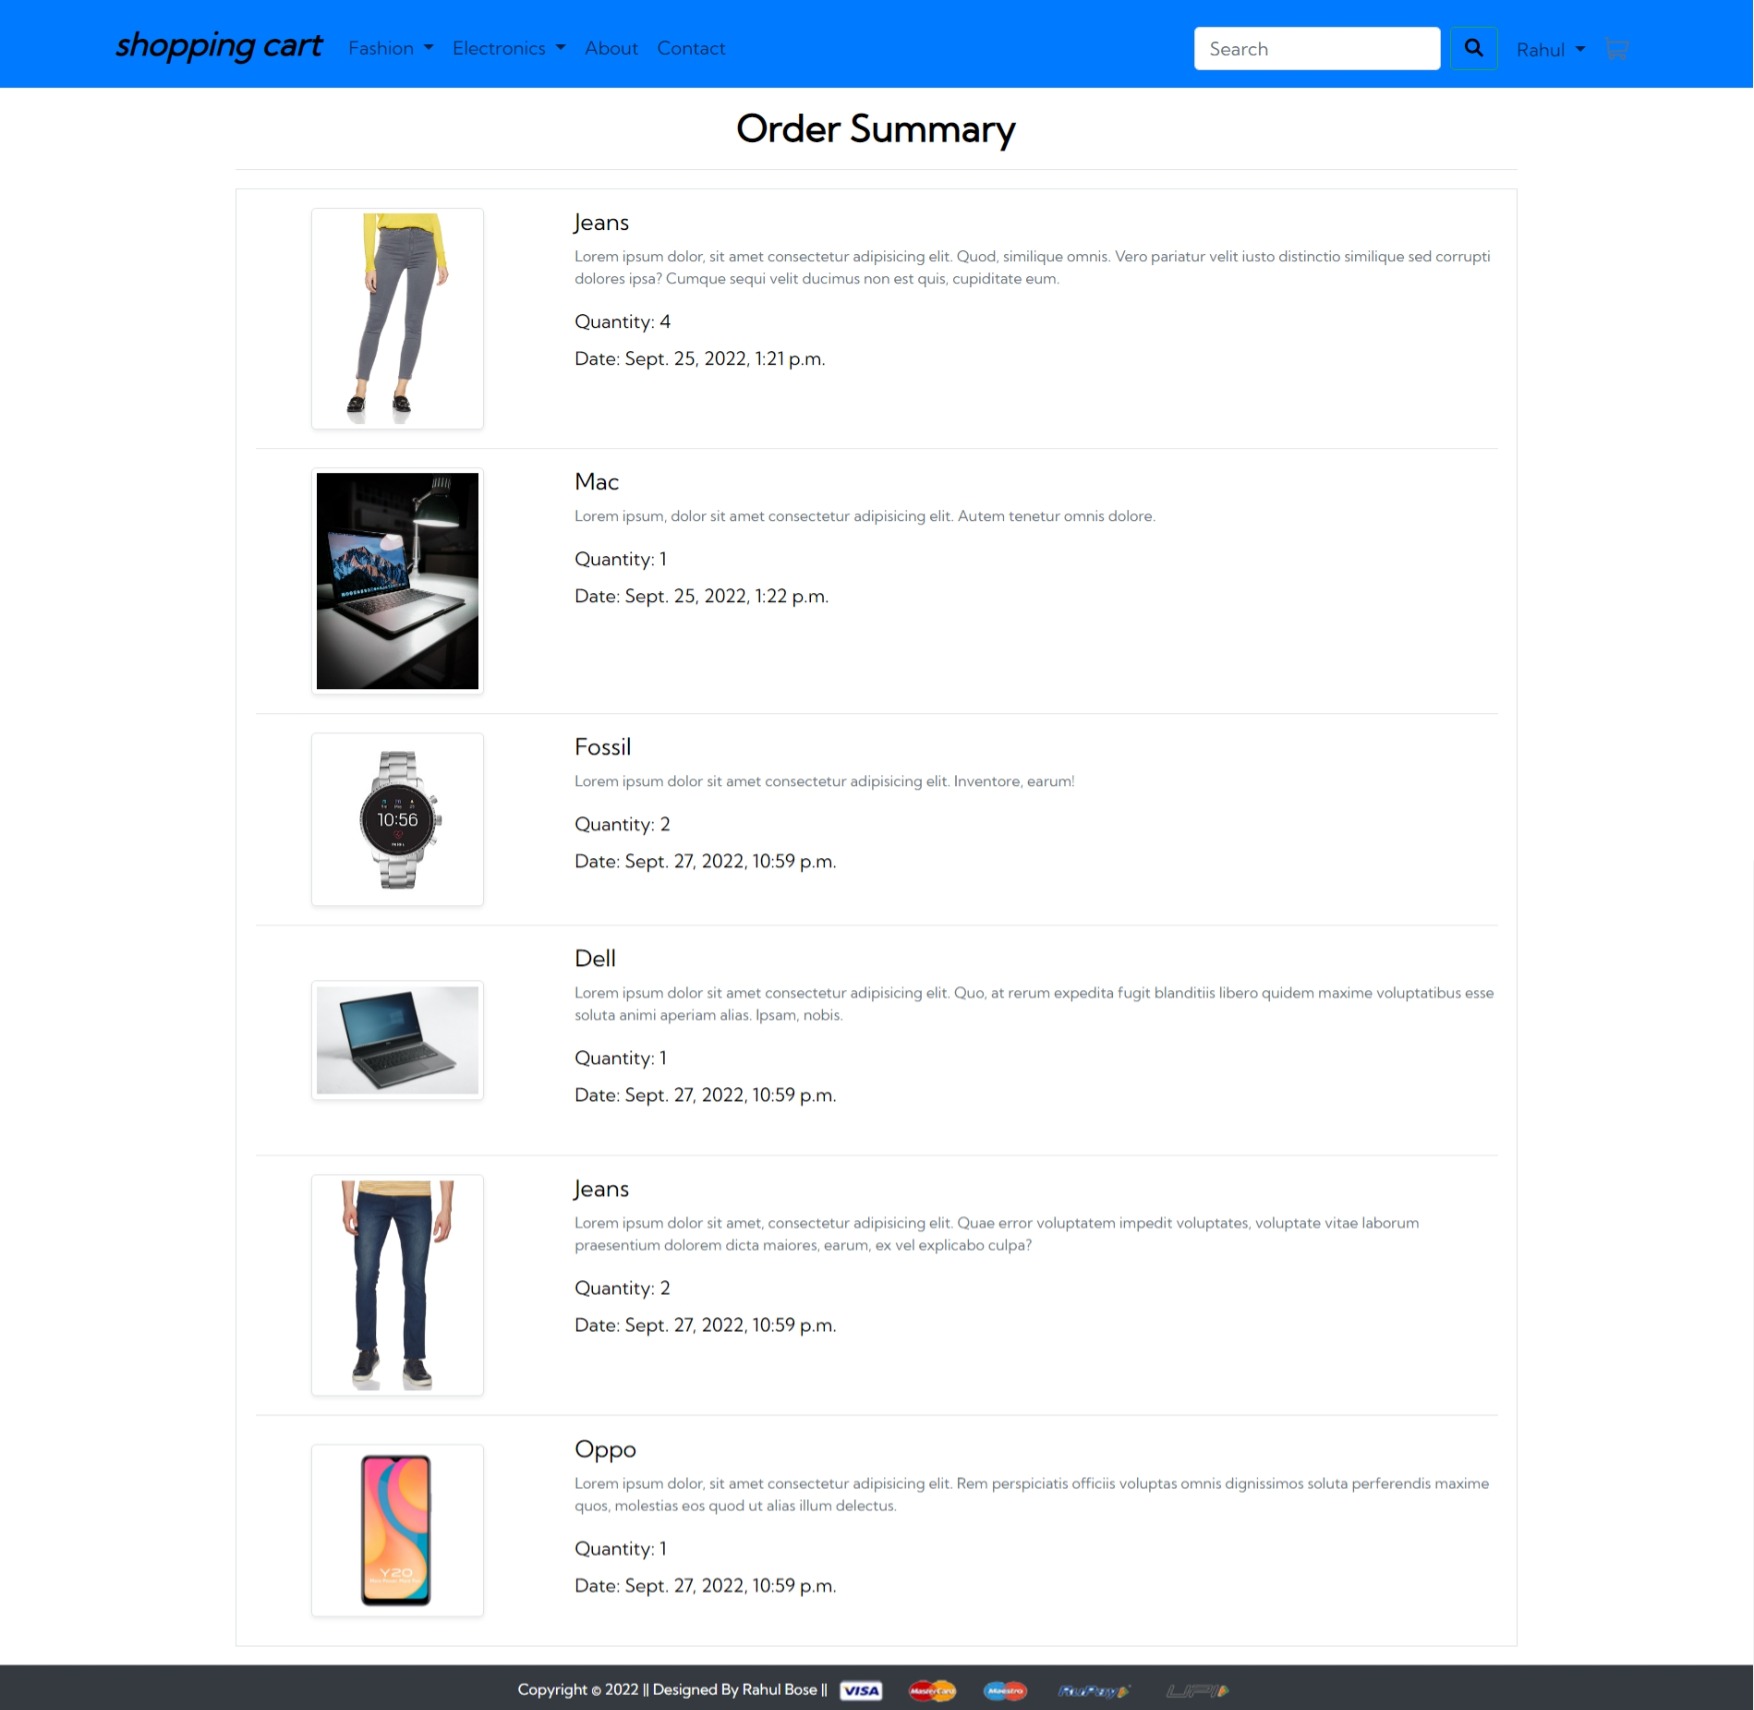 shopping cart Fashion Electronics About Contact Search Rahul
Order Summary
Jeans
Lorem ipsum dolor, sit amet consectetur adipisicing elit. Quod, similique omnis. Vero pariatur velit iusto distinctio similique sed corrupti
dolores ipsa? Cumque sequi velit ducimus non est quis, cupiditate eum.
Quantity: 4
Date: Sept. 25, 2022, 1:21 p.m.
Mac
Lorem ipsum, dolor sit amet consectetur adipisicing elit. Autem tenetur omnis dolore.
Quantity: 1
Date: Sept. 25, 2022, 1:22 p.m.
Fossil
Lorem ipsum dolor sit amet consectetur adipisicing elit. Inventore, earum!
10:56
Quantity: 2
Date: Sept. 27, 2022, 10:59 p.m.
Dell
Lorem ipsum dolor sit amet consectetur adipisicing elit. Quo, at rerum expedita fugit blanditiis libero quidem maxime voluptatibus esse
soluta animi aperiam alias. Ipsam, nobis.
Quantity: 1
Date: Sept. 27, 2022, 10:59 p.m.
Jeans
Lorem ipsum dolor sit amet, consectetur adipisicing elit. Quae error voluptatem impedit voluptates, voluptate vitae laborum
praesentium dolorem dicta maiores, earum, ex vel explicabo culpa?
Quantity: 2
Date: Sept. 27, 2022, 10:59 p.m.
Oppo
Lorem ipsum dolor, sit amet consectetur adipisicing elit. Rem perspiciatis officiis voluptas omnis dignissimos soluta perferendis maxime
quos, molestias eos quod ut alias illum delectus.
Quantity: 1
Y20
Date: Sept. 27, 2022, 10:59 p.m.
Copyright © 2022 || Designed By Rahul Bose || VISA MasterCard Maestro RuPay UPI